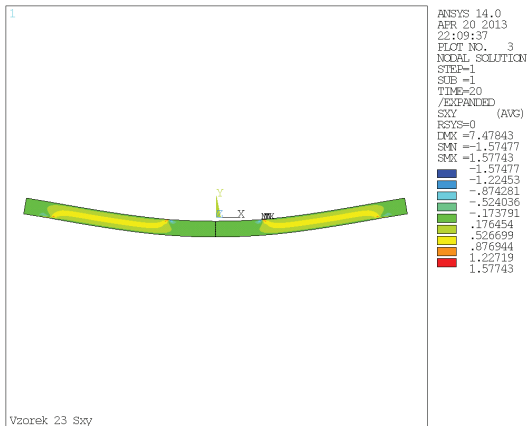 1
ANSYS 14.0
APR 20 2013
22:09:37
PLOT NO. 3
NODAL SOLUTION
STEP=1
SUB =1
TIME=20
/EXPANDED
SXY (AVG)
RSYS=0
DMX =7.47843
SMN =-1.57477
SMX =1.57743
-1.57477
-1.22453
-.874281
-.524036
-.173791
.176454
.526699
.876944
1.22719
1.57743
Y
X
Vzorek 23 Sxy